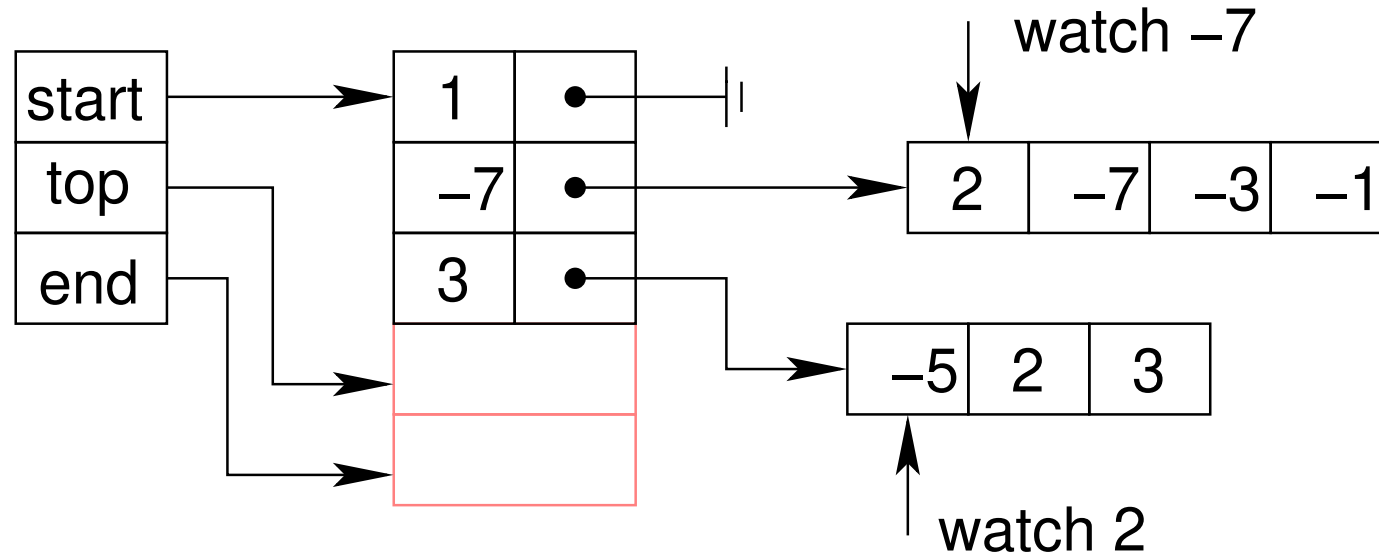 watch −7
start
1
top
−7
2 −7 −3 −1
end
3
−5 2 3
watch 2